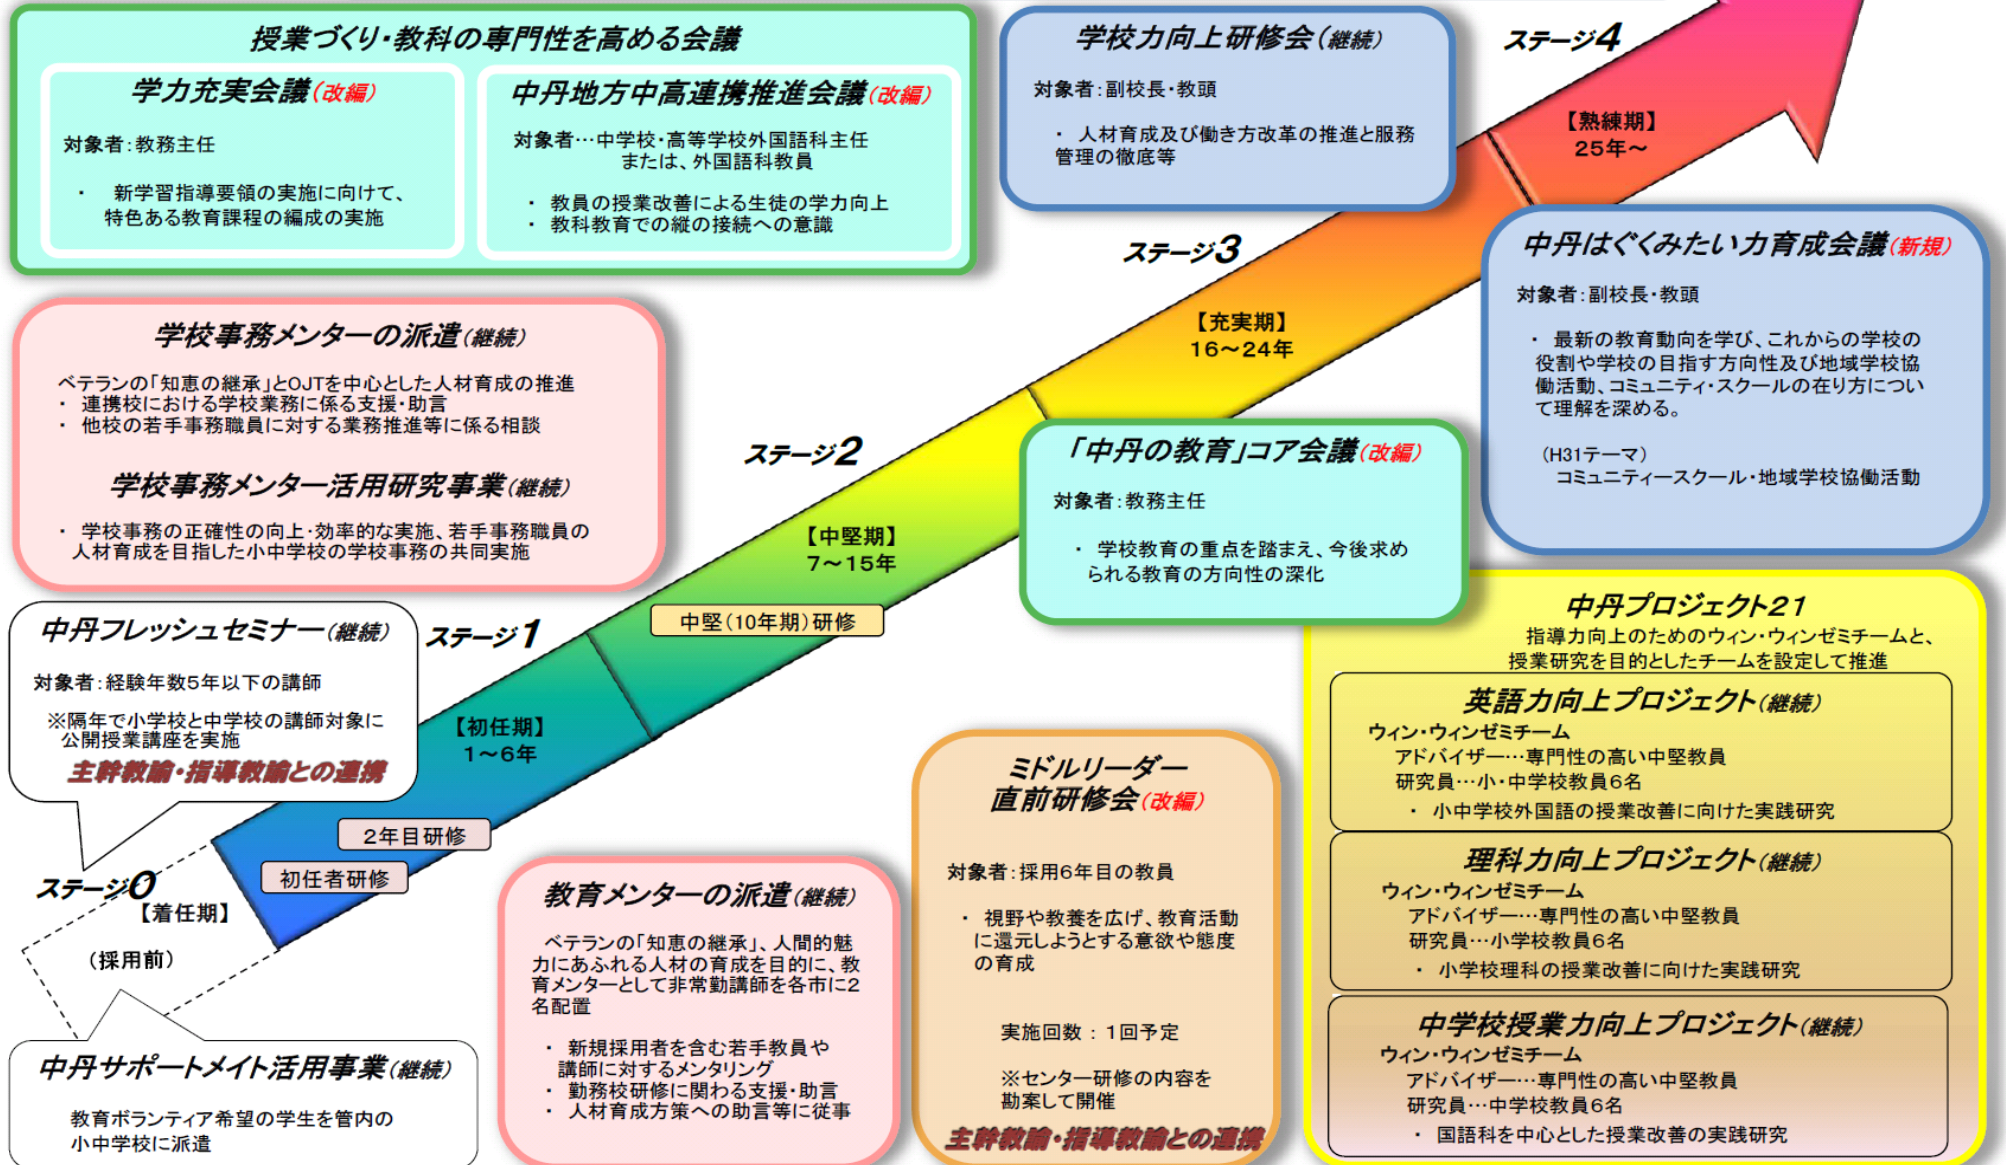 授業づくり・教科の専門性を高める会議
学力充実会議(改編)
対象者:教務主任
・ 新学習指導要領の実施に向けて、
特色ある教育課程の編成の実施
中丹地方中高連携推進会議(改編)
対象者…中学校・高等学校外国語科主任
または、外国語科教員
・ 教員の授業改善による生徒の学力向上
・ 教科教育での縦の接続への意識
学校力向上研修会(継続)
対象者:副校長・教頭
・ 人材育成及び働き方改革の推進と服務
管理の徹底等
ステージ4
【熟練期】
25年~
中丹はぐくみたい力育成会議(新規)
対象者:副校長・教頭
・ 最新の教育動向を学び、これからの学校の
役割や学校の目指す方向性及び地域学校協
働活動、コミュニティ・スクールの在り方につい
て理解を深める。
(H31テーマ)
コミュニティースクール・地域学校協働活動
ステージ3
【充実期】
16~24年
学校事務メンターの派遣(継続)
ベテランの「知恵の継承」とOJTを中心とした人材育成の推進
・ 連携校における学校業務に係る支援・助言
・ 他校の若手事務職員に対する業務推進等に係る相談
学校事務メンター活用研究事業(継続)
・ 学校事務の正確性の向上・効率的な実施、若手事務職員の
人材育成を目指した小中学校の学校事務の共同実施
ステージ2
【中堅期】
7~15年
中堅(10年期)研修
「中丹の教育」コア会議(改編)
対象者:教務主任
・ 学校教育の重点を踏まえ、今後求め
られる教育の方向性の深化
中丹フレッシュセミナー(継続)
対象者:経験年数5年以下の講師
※隔年で小学校と中学校の講師対象に
公開授業講座を実施
主幹教諭・指導教諭との連携
ステージ1
【初任期】
1~6年
2年目研修
初任者研修
ステージ0
【着任期】
(採用前)
中丹サポートメイト活用事業(継続)
教育ボランティア希望の学生を管内の
小中学校に派遣
教育メンターの派遣(継続)
ベテランの「知恵の継承」、人間的魅
力にあふれる人材の育成を目的に、教
育メンターとして非常勤講師を各市に2
名配置
・ 新規採用者を含む若手教員や
講師に対するメンタリング
・ 勤務校研修に関わる支援・助言
・ 人材育成方策への助言等に従事
ミドルリーダー
直前研修会(改編)
対象者:採用6年目の教員
・ 視野や教養を広げ、教育活動
に還元しようとする意欲や態度
の育成
実施回数 : 1回予定
※センター研修の内容を
勘案して開催
主幹教諭・指導教諭との連携
中丹プロジェクト21
指導力向上のためのウィン・ウィンゼミチームと、
授業研究を目的としたチームを設定して推進
英語力向上プロジェクト(継続)
ウィン・ウィンゼミチーム
アドバイザー…専門性の高い中堅教員
研究員…小・中学校教員6名
・ 小中学校外国語の授業改善に向けた実践研究
理科力向上プロジェクト(継続)
ウィン・ウィンゼミチーム
アドバイザー…専門性の高い中堅教員
研究員…小学校教員6名
・ 小学校理科の授業改善に向けた実践研究
中学校授業力向上プロジェクト(継続)
ウィン・ウィンゼミチーム
アドバイザー…専門性の高い中堅教員
研究員…中学校教員6名
・ 国語科を中心とした授業改善の実践研究